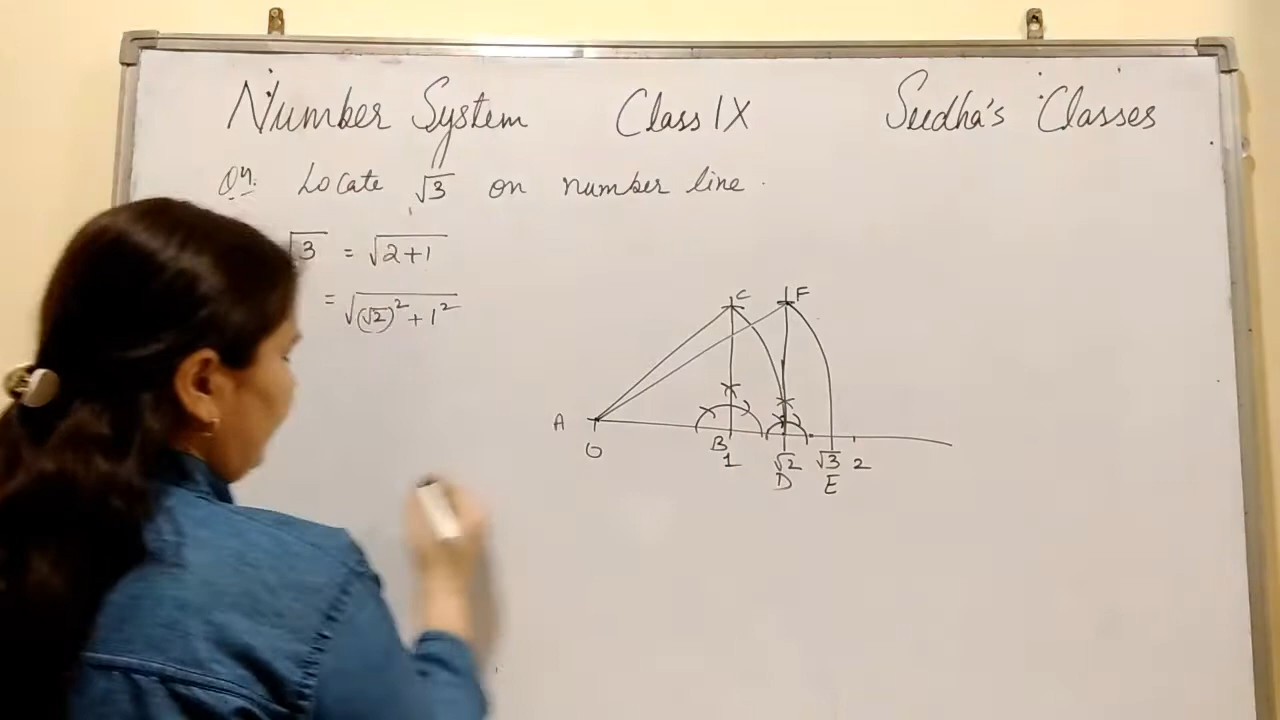 Number System Class IX Sudha's Classes
Qn. Locate √3 on number line.
√3 = √2+1
= √(√2)² + 1²
C F
A
0
B √2 √3 2
1 D E